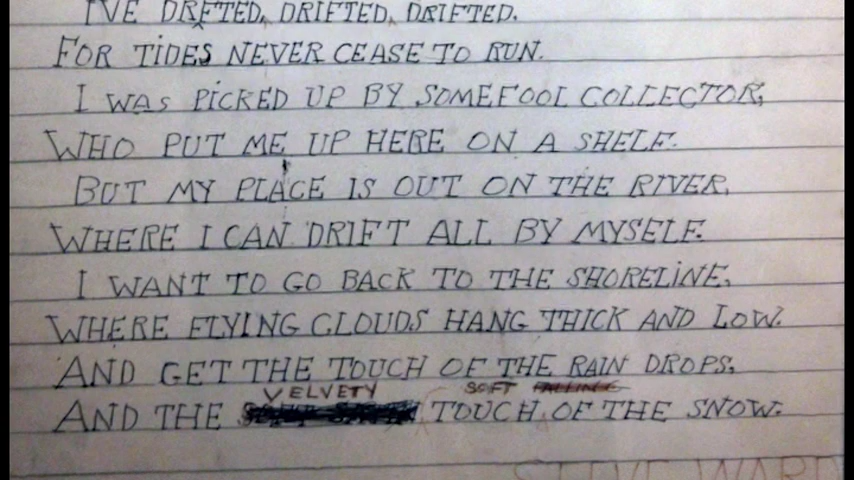 I'VE DRIFTED, DRIFTED, DRIFTED.
FOR TIDES NEVER CEASE TO RUN.
I WAS PICKED UP BY SOMEFOOL COLLECTOR,
WHO PUT ME UP HERE ON A SHELF.
BUT MY PLACE IS OUT ON THE RIVER,
WHERE I CAN DRIFT ALL BY MYSELF.
I WANT TO GO BACK TO THE SHORELINE,
WHERE FLYING CLOUDS HANG THICK AND LOW.
AND GET THE TOUCH OF THE RAIN DROPS,
VELVETY SOFT FALLING
AND THE TOUCH OF THE SNOW.
STEVE WARD